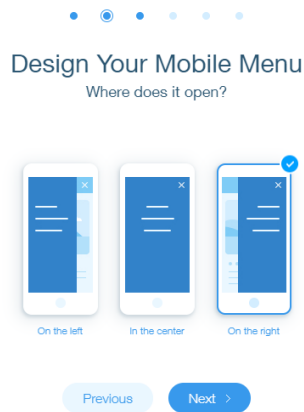 Design Your Mobile Menu
Where does it open?
On the left
In the center
On the right
Previous
Next